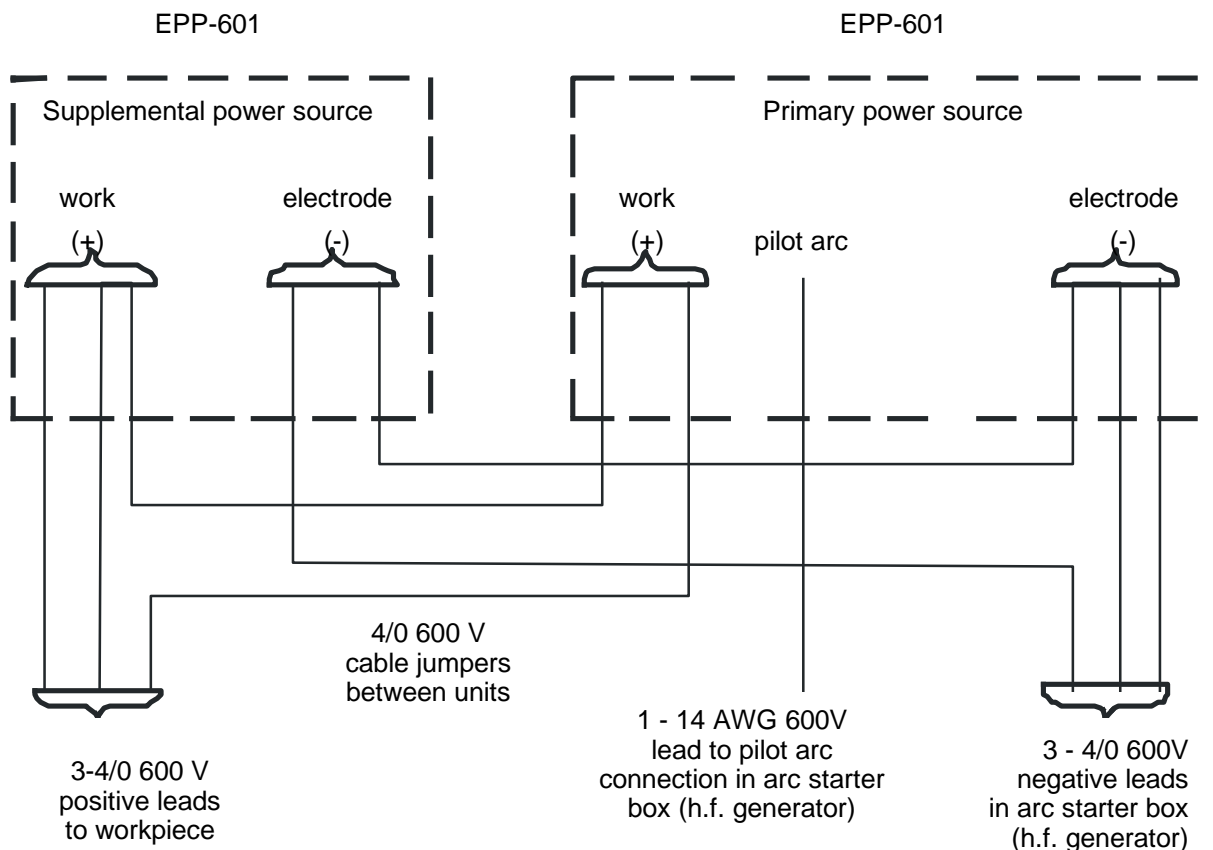 EPP-601
EPP-601
Supplemental power source
Primary power source
work
electrode
work
electrode
(+)
(-)
(+)
pilot arc
(-)
4/0 600 V
cable jumpers
between units
1 - 14 AWG 600V
lead to pilot arc
connection in arc starter
box (h.f. generator)
3-4/0 600 V
positive leads
to workpiece
3 - 4/0 600V
negative leads
in arc starter box
(h.f. generator)